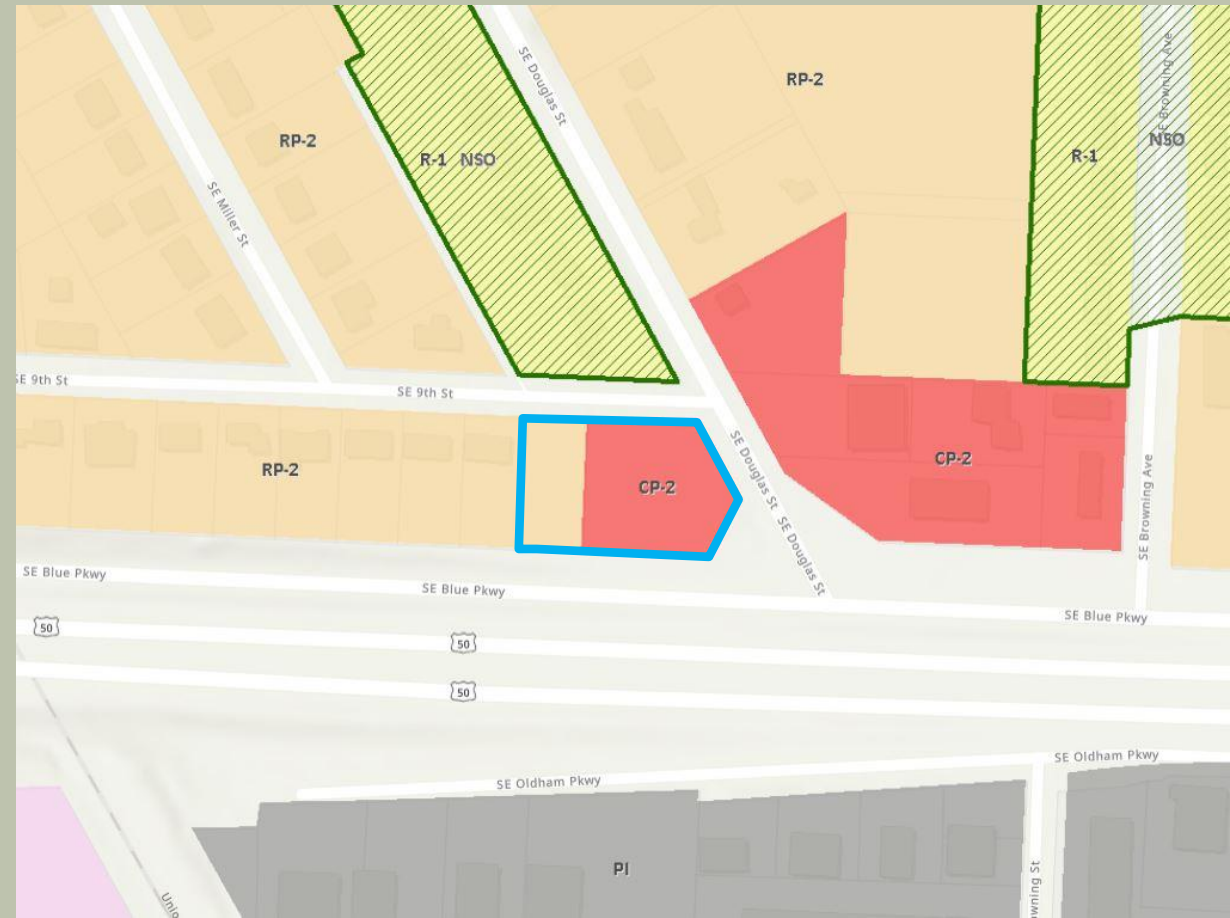 SE Douglas St
SE Browning Ave
RP-2
RP-2
R-1 NSO
NSO
R-1
SE Miller St
SE 9th St
SE 9th St
SE Douglas St
SE Douglas St
RP-2
CP-2
CP-2
SE Browning Ave
SE Blue Pkwy
SE Blue Pkwy
SE Blue Pkwy
50
50
50
SE Oldham Pkwy
SE Oldham Pkwy
PI